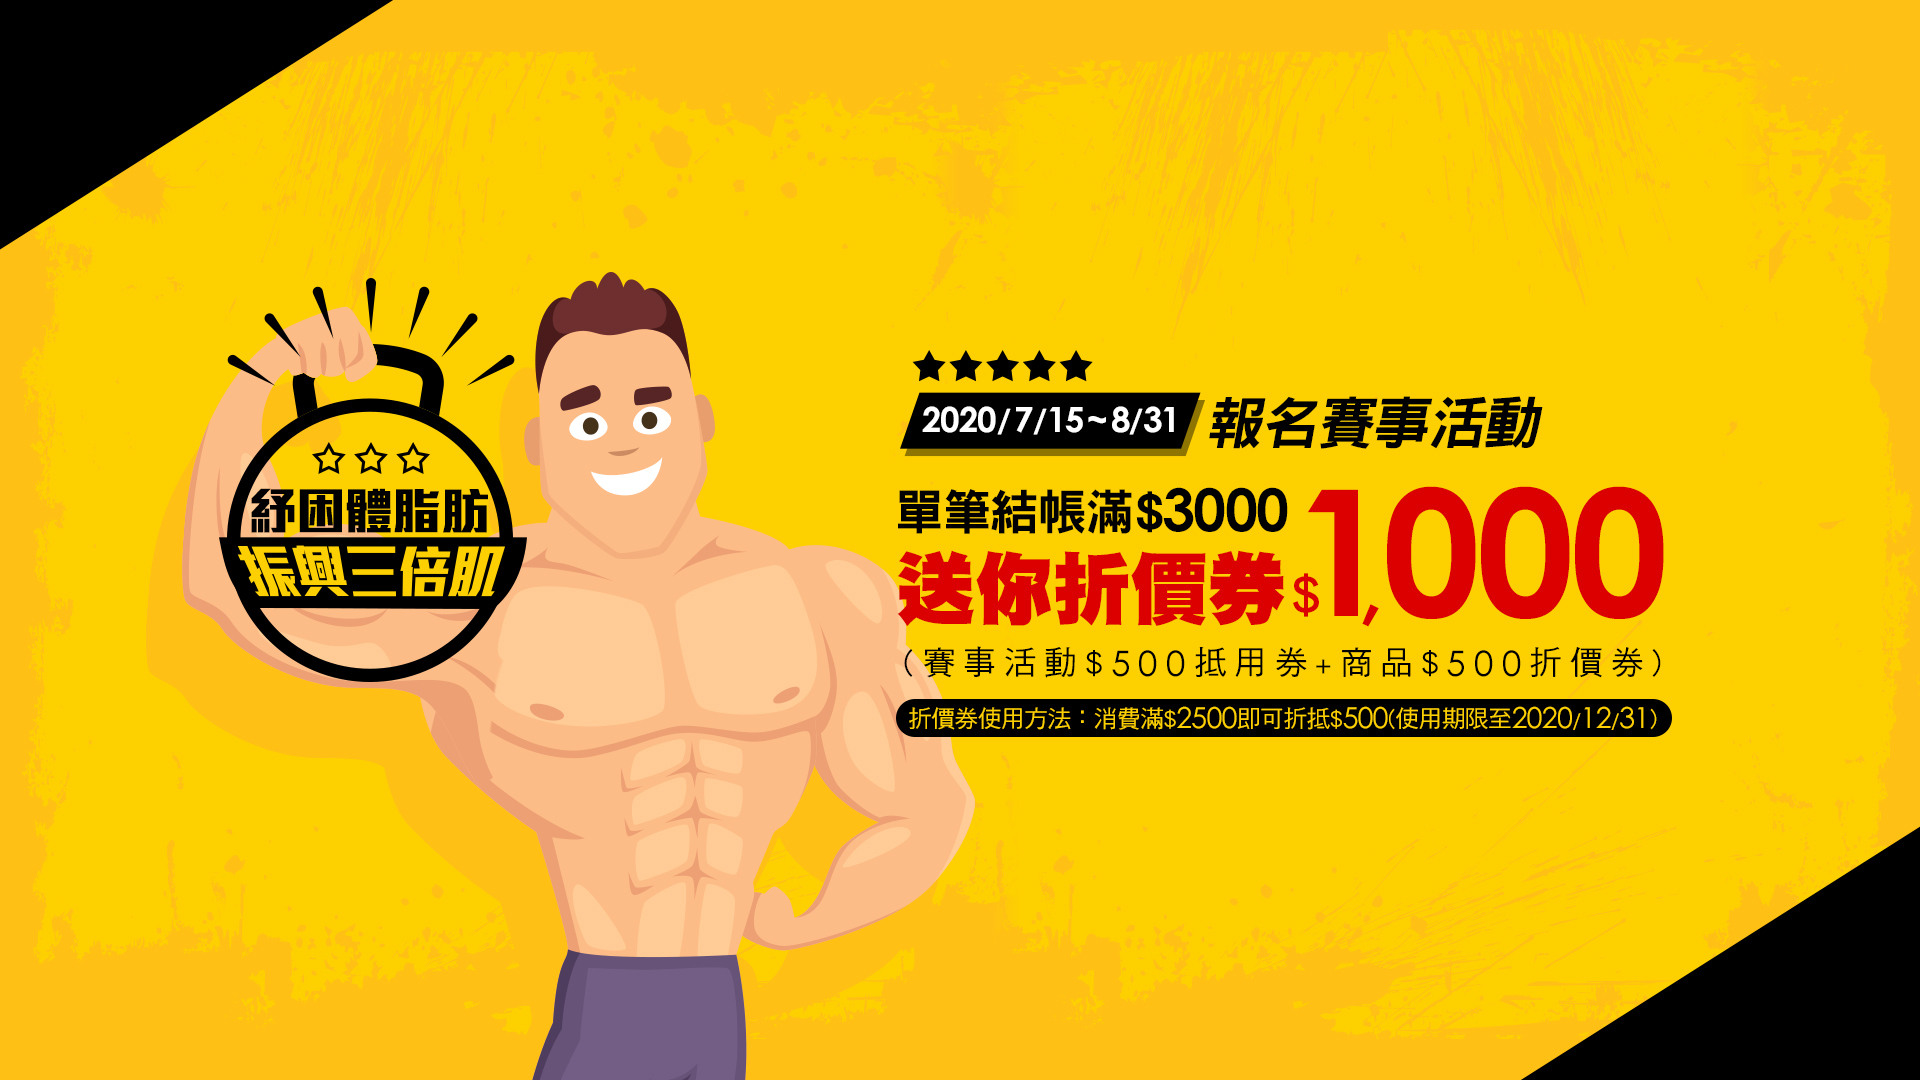 紓困體脂肪
振興三倍肌
2020/7/15~8/31 報名賽事活動
單筆結帳滿$3000
送你折價券$1,000
(賽事活動$500抵用券+商品$500折價券)
折價券使用方法：消費滿$2500即可折抵$500(使用期限至2020/12/31)